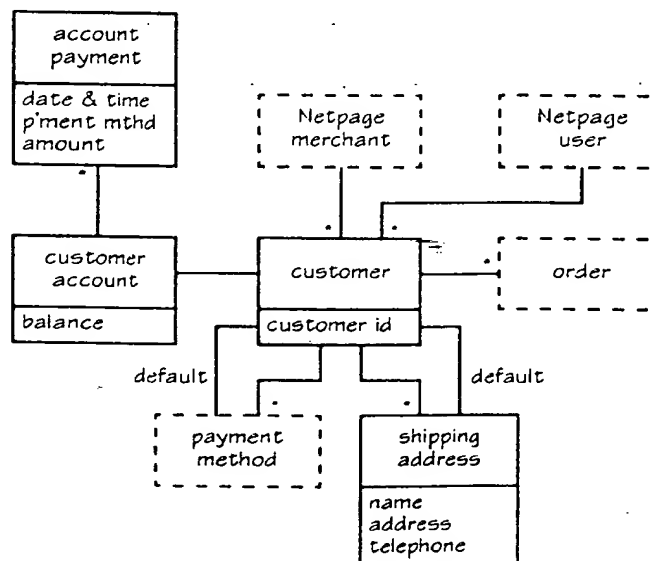 account
payment
date & time
p'ment mthd
amount
Netpage
merchant
Netpage
user
customer
account
balance
customer
customer id
order
default
default
payment
method
shipping
address
name
address
telephone